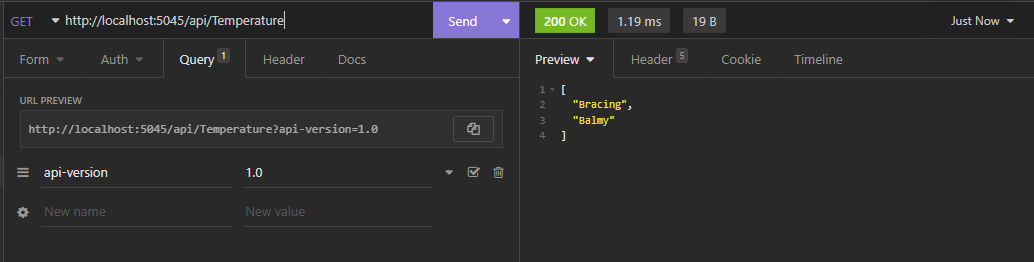 GET http://localhost:5045/api/Temperature Send
Form Auth Query 1 Header Docs
URL PREVIEW
http://localhost:5045/api/Temperature?api-version=1.0
api-version 1.0
New name New value
200 OK 1.19 ms 19 B Just Now
Preview Header 5 Cookie Timeline
1 [
2 "Bracing",
3 "Balmy"
4 ]